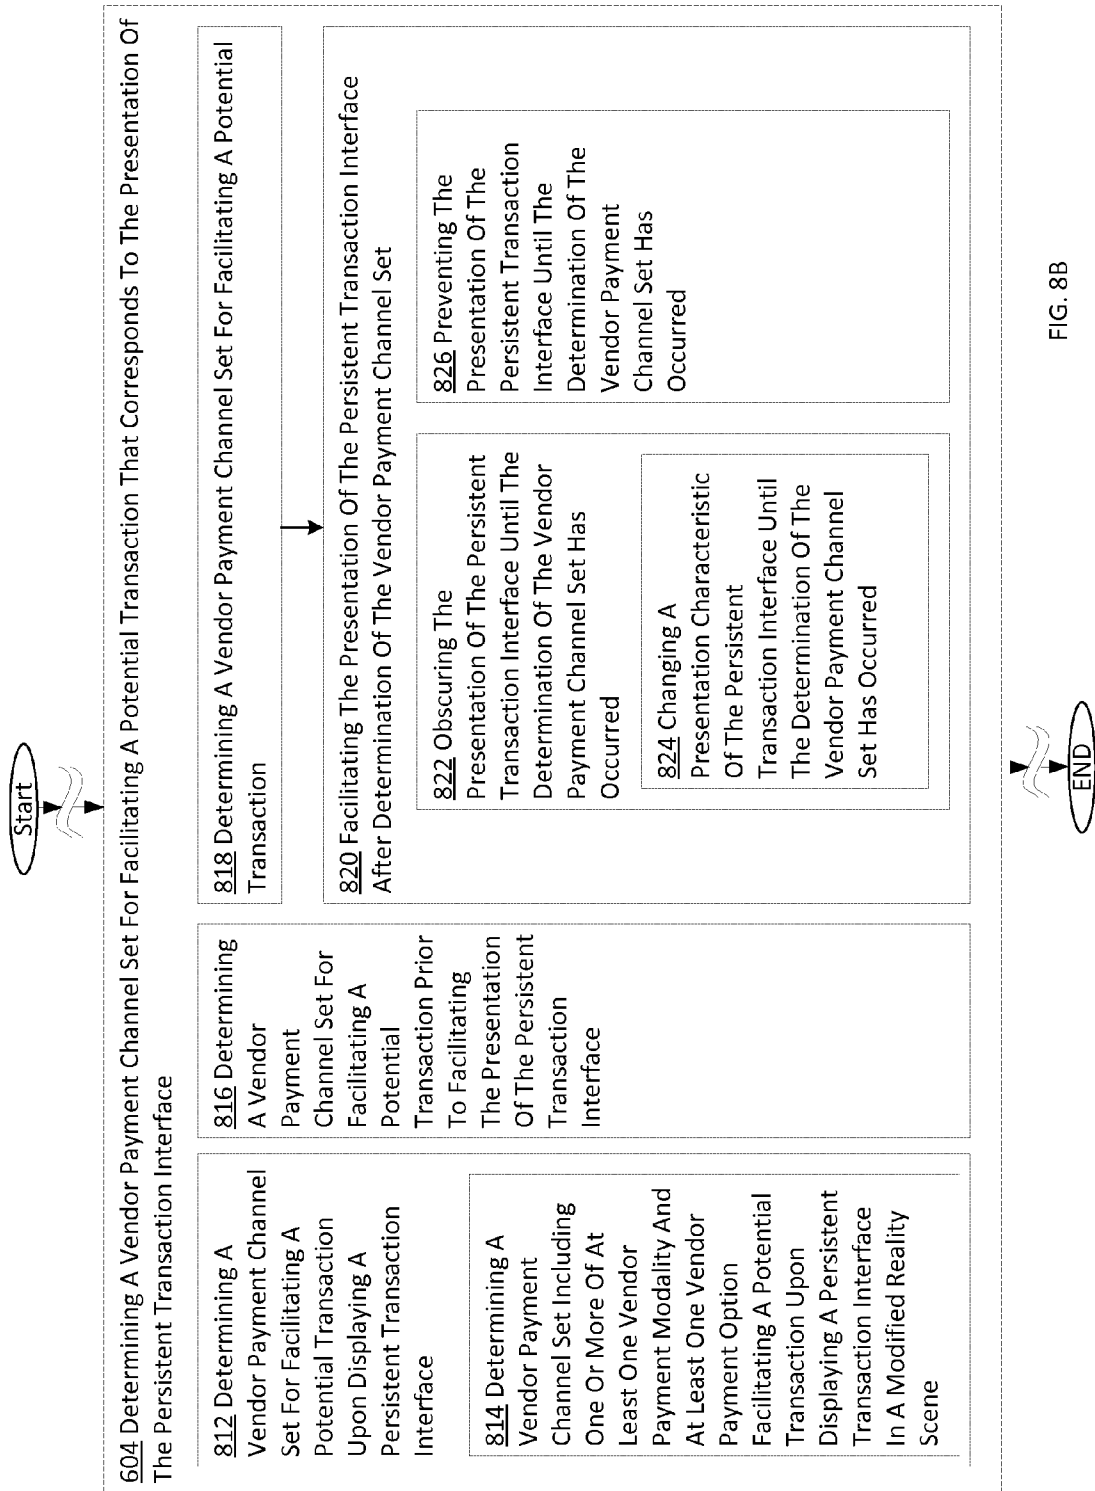 Start
604 Determining A Vendor Payment Channel Set For Facilitating A Potential Transaction That Corresponds To The Presentation Of
The Persistent Transaction Interface
812 Determining A
Vendor Payment Channel
Set For Facilitating A
Potential Transaction
Upon Displaying A
Persistent Transaction
Interface
814 Determining A
Vendor Payment
Channel Set Including
One Or More Of At
Least One Vendor
Payment Modality And
At Least One Vendor
Payment Option
Facilitating A Potential
Transaction Upon
Displaying A Persistent
Transaction Interface
In A Modified Reality
Scene
816 Determining
A Vendor
Payment
Channel Set For
Facilitating A
Potential
Transaction Prior
To Facilitating
The Presentation
Of The Persistent
Transaction
Interface
818 Determining A Vendor Payment Channel Set For Facilitating A Potential
Transaction
820 Facilitating The Presentation Of The Persistent Transaction Interface
After Determination Of The Vendor Payment Channel Set
822 Obscuring The
Presentation Of The Persistent
Transaction Interface Until The
Determination Of The Vendor
Payment Channel Set Has
Occurred
824 Changing A
Presentation Characteristic
Of The Persistent
Transaction Interface Until
The Determination Of The
Vendor Payment Channel
Set Has Occurred
826 Preventing The
Presentation Of The
Persistent Transaction
Interface Until The
Determination Of The
Vendor Payment
Channel Set Has
Occurred
END
FIG. 8B